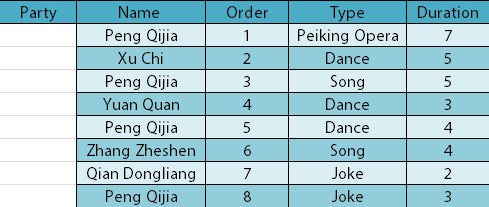 Party Name Order Type Duration
Peng Qijia 1 Peiking Opera 7
Xu Chi 2 Dance 5
Peng Qijia 3 Song 5
Yuan Quan 4 Dance 3
Peng Qijia 5 Dance 4
Zhang Zheshen 6 Song 4
Qian Dongliang 7 Joke 2
Peng Qijia 8 Joke 3